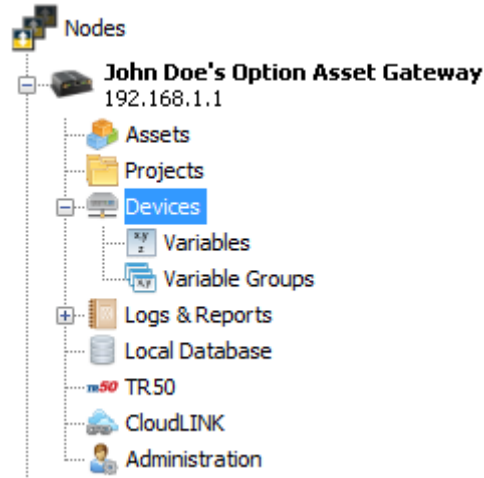 Nodes
John Doe's Option Asset Gateway
192.168.1.1
Assets
Projects
Devices
x,y
z
Variables
x,y
Variable Groups
Logs & Reports
Local Database
TR50 TR50
CloudLINK
Administration